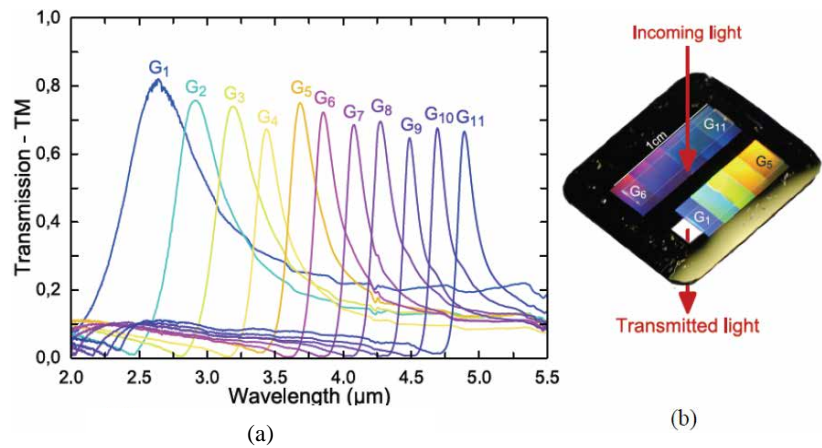 1,0
0,8
0,6
0,4
0,2
0,0
Transmission - TM
G1 G2 G3 G4 G5 G6 G7 G8 G9 G10 G11
2.0 2.5 3.0 3.5 4.0 4.5 5.0 5.5
Wavelength (µm)
(a)
Incoming light
1cm
G11
G6
G5
G1
Transmitted light
(b)